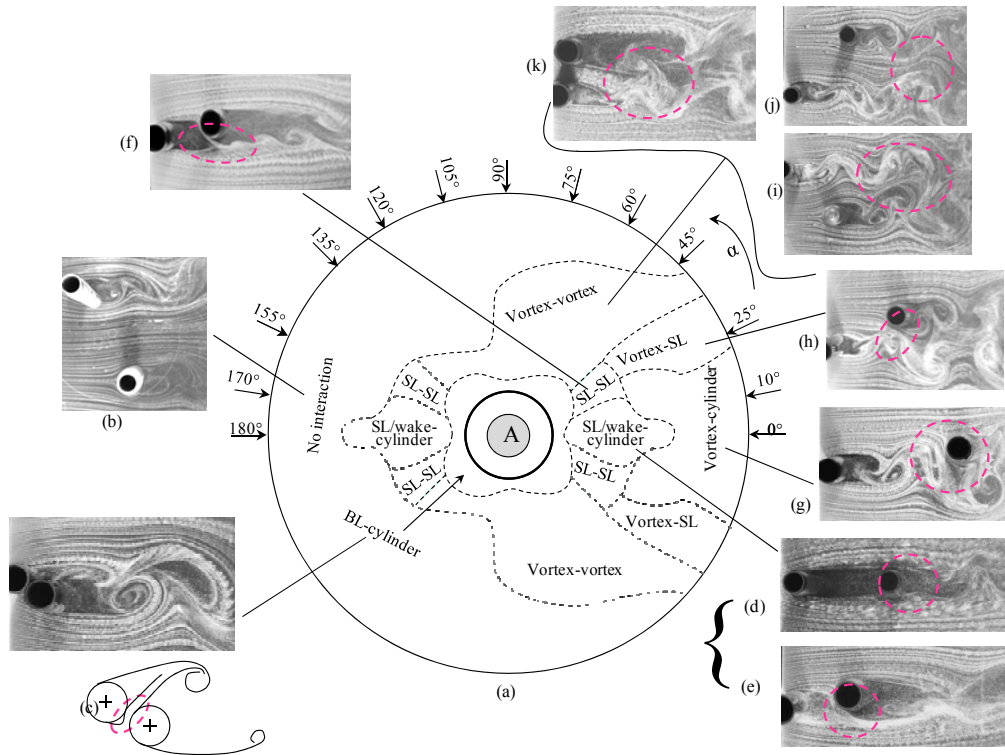 (k)
(j)
(f)
(i)
90°
105°
75°
120°
60°
135°
45°
α
155°
25°
170°
10°
180°
0°
(h)
(b)
(g)
Vortex-vortex
Vortex-SL
No interaction
SL-SL
SL-SL
SL/wake-
cylinder
A
SL/wake-
cylinder
Vortex-cylinder
SL-SL
SL-SL
BL-cylinder
Vortex-SL
Vortex-vortex
(d)
{
(e)
(c)
(a)